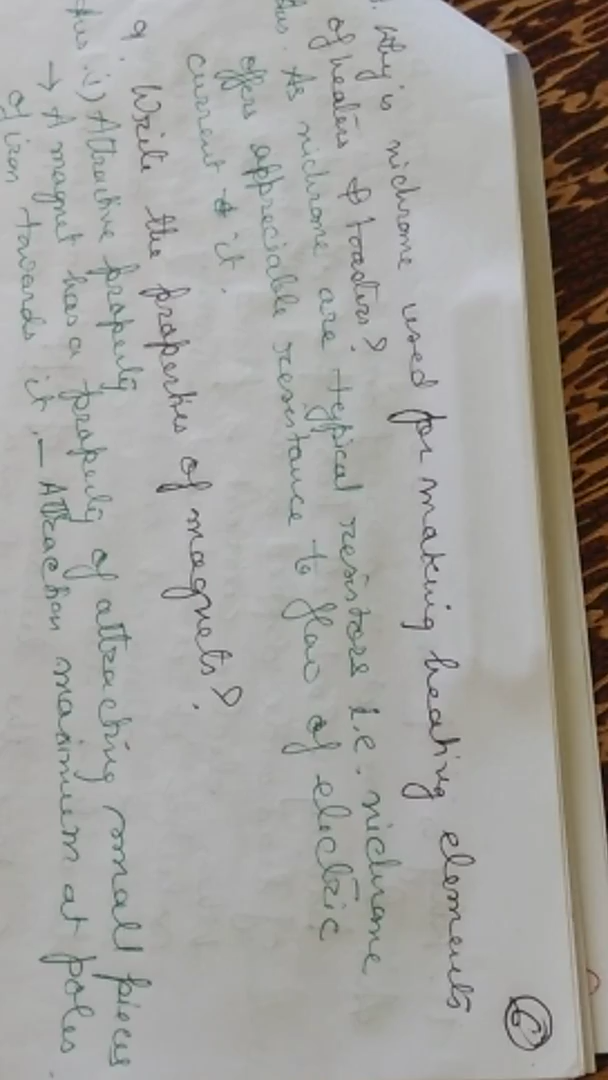 6
Why is nichrome used for making heating elements
of heaters & toasters?
Ans. As nichrome are typical resistors i.e. nichrome
offers appreciable resistance to flow of electric
current it.
9. Write the properties of magnets?
Ans. i) Attractive property
→ A magnet has a property of attracting small pieces
of iron towards it. – Attraction maximum at poles.